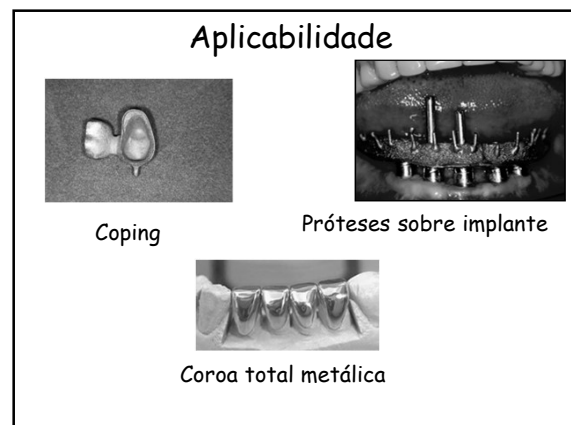 Aplicabilidade
Coping
Próteses sobre implante
Coroa total metálica